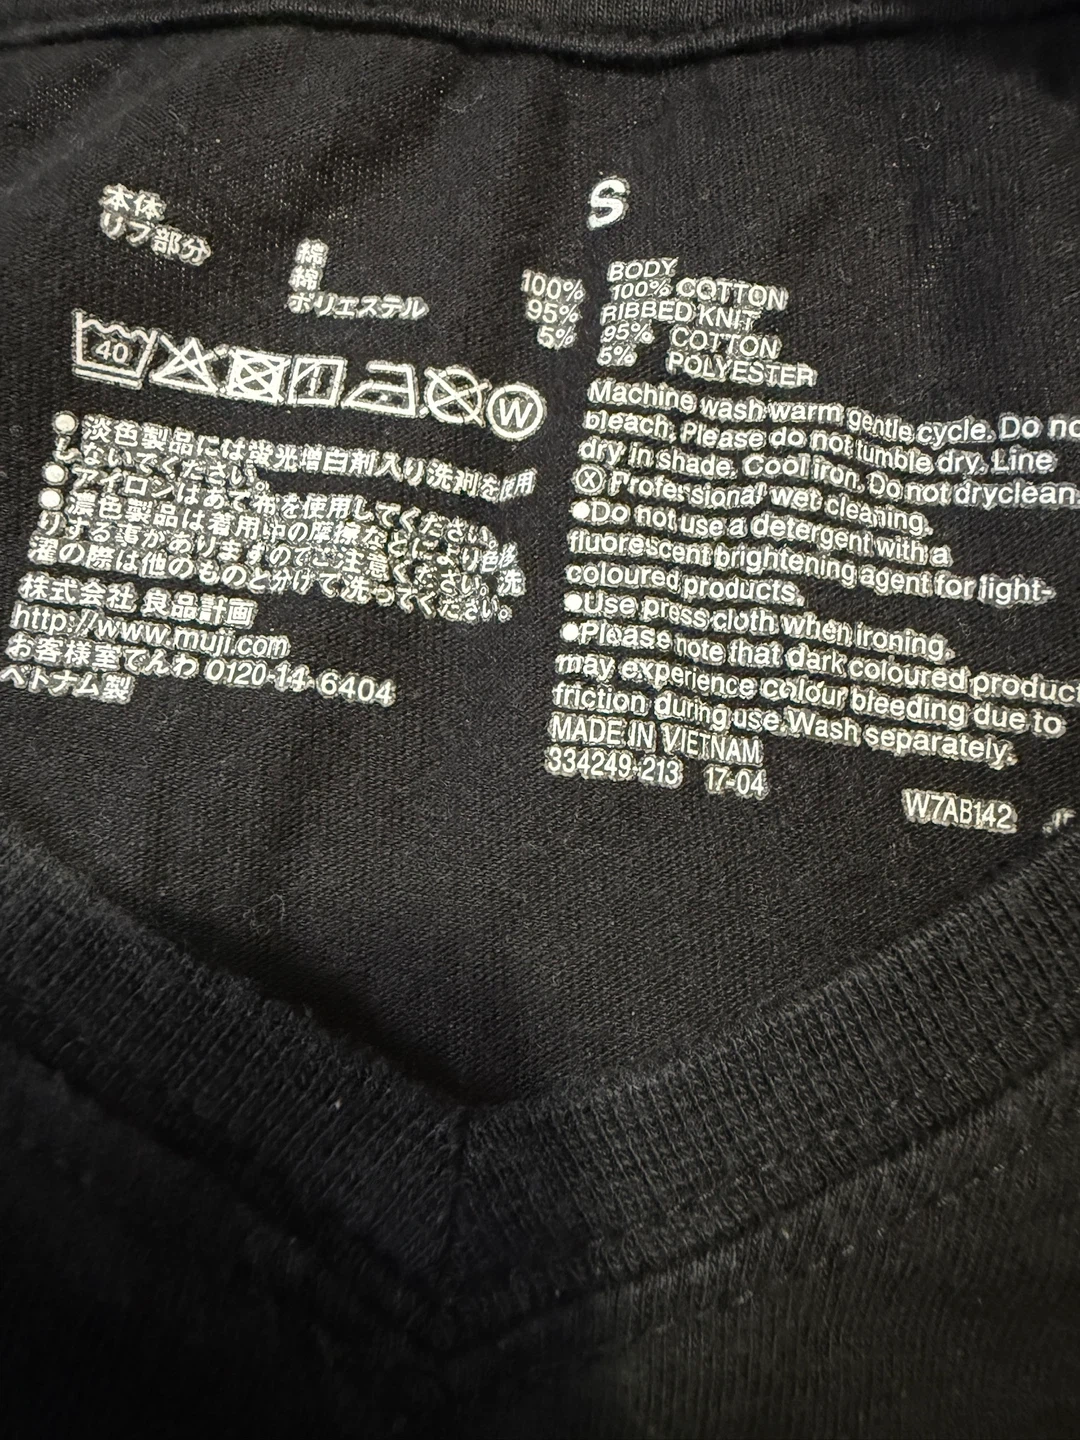 本体
リブ部分
綿
綿
ポリエステル
100%
95%
5%
40
W
●淡色製品には蛍光増白剤入り洗剤を使用
しないでください。
●アイロンはあて布を使用してください。
●濃色製品は着用中の摩擦などにより色移
りする事がありますのでご注意ください。洗
濯の際は他のものと分けて洗ってください。
株式会社 良品計画
http://www.muji.com
お客様室でんわ 0120-14-6404
ベトナム製
S
BODY
100% COTTON
RIBBED KNIT
95% COTTON
5% POLYESTER
Machine wash warm gentle cycle. Do no
bleach. Please do not tumble dry. Line
dry in shade. Cool iron. Do not dryclean
Ⓧ Professional wet cleaning.
●Do not use a detergent with a
fluorescent brightening agent for light-
coloured products.
●Use press cloth when ironing.
●Please note that dark coloured product
may experience colour bleeding due to
friction during use. Wash separately.
MADE IN VIETNAM
334249-213 17-04
W7AB142